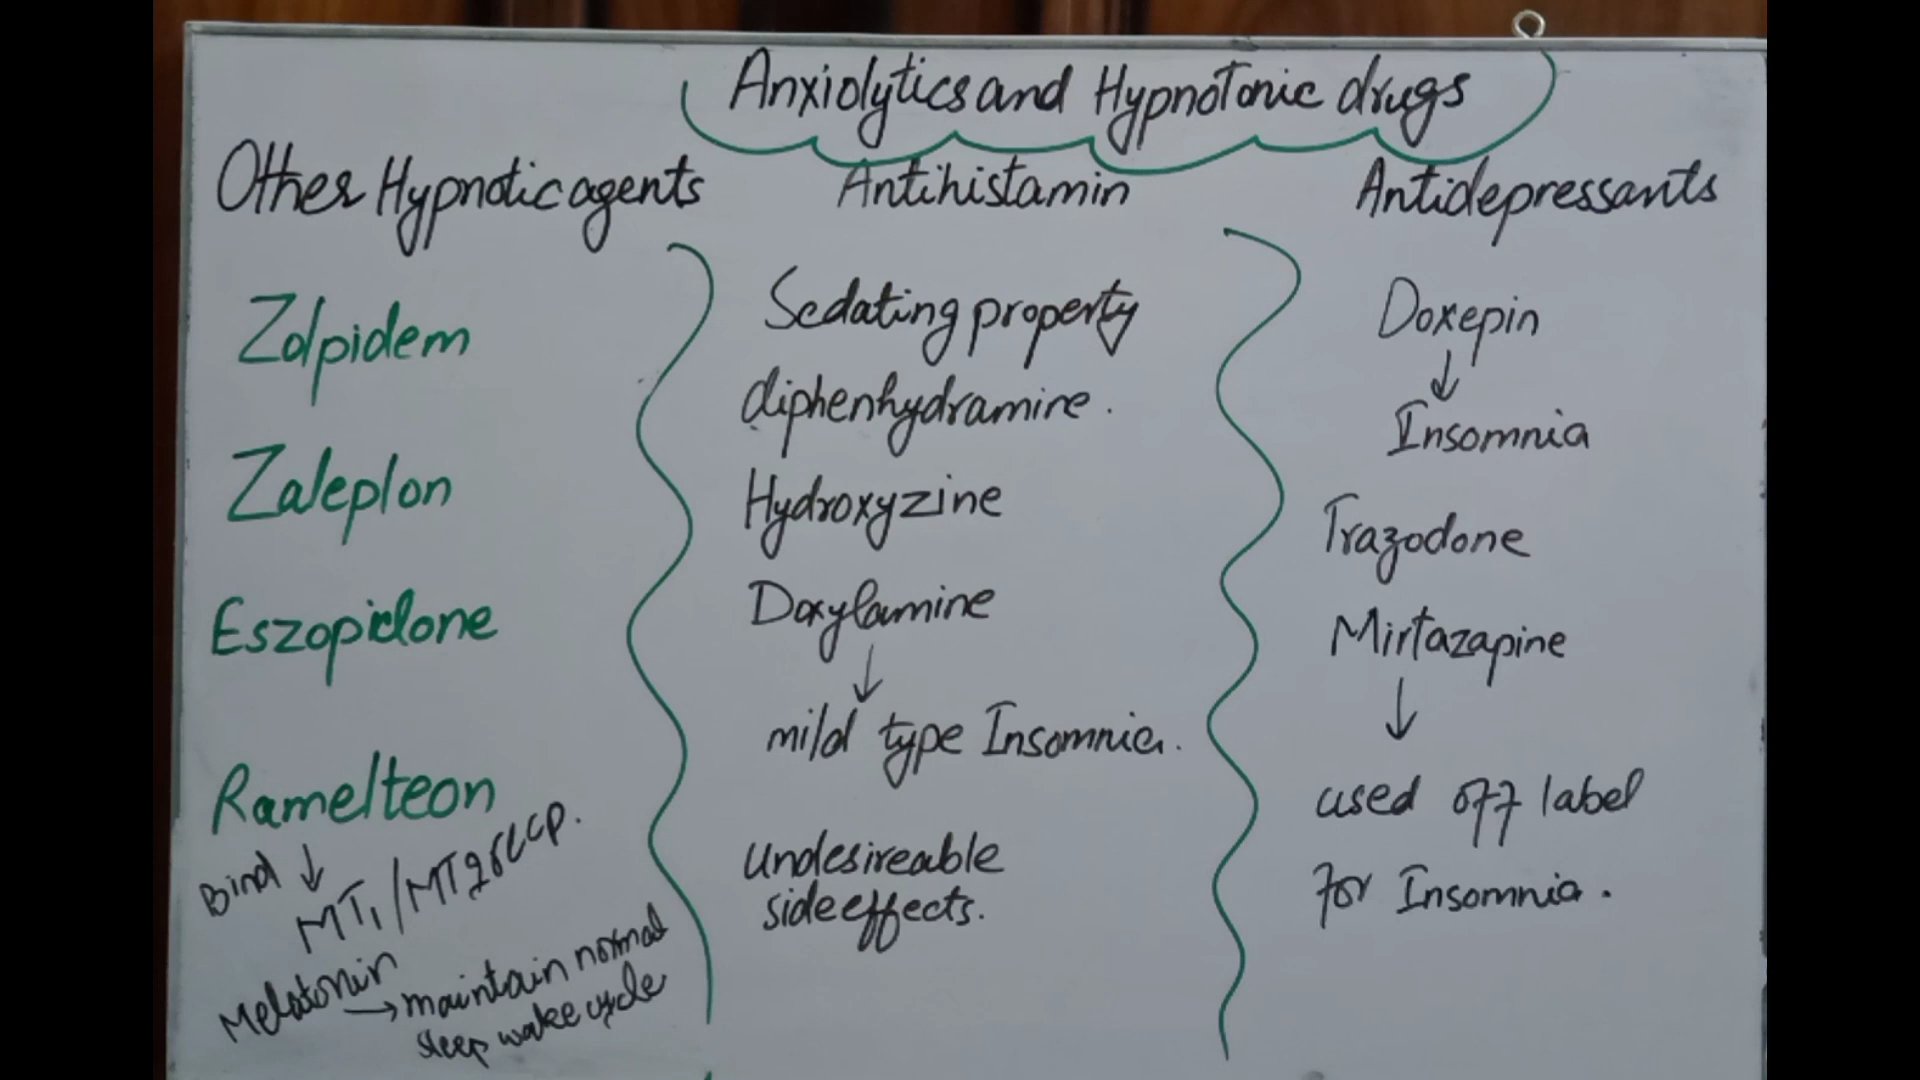 Anxiolytics and Hypnotonic drugs
Other Hypnotic agents
Zolpidem
Zaleplon
Eszopiclone
Ramelteon
Bind ↓
MT1/MT2
Melatonin → maintain normal
sleep wake cycle
Antihistamin
Sedating property
diphenhydramine.
Hydroxyzine
Doxylamine
↓
mild type Insomnia.
undesireable
side effects.
Antidepressants
Doxepin
↓
Insomnia
Trazodone
Mirtazapine
↓
used off label
for Insomnia.